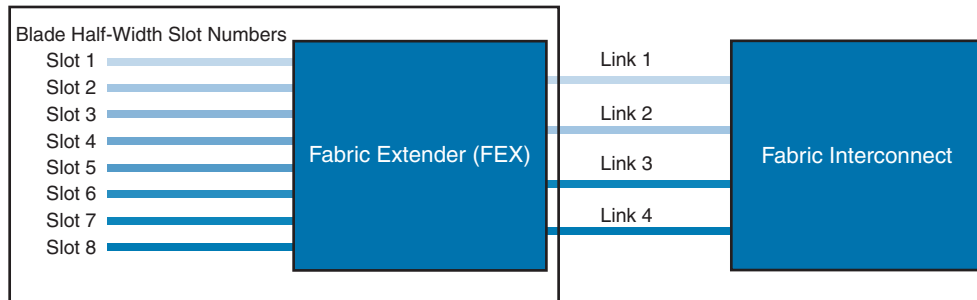 Blade Half-Width Slot Numbers
Slot 1
Slot 2
Slot 3
Slot 4
Slot 5
Slot 6
Slot 7
Slot 8
Fabric Extender (FEX)
Link 1
Link 2
Link 3
Link 4
Fabric Interconnect